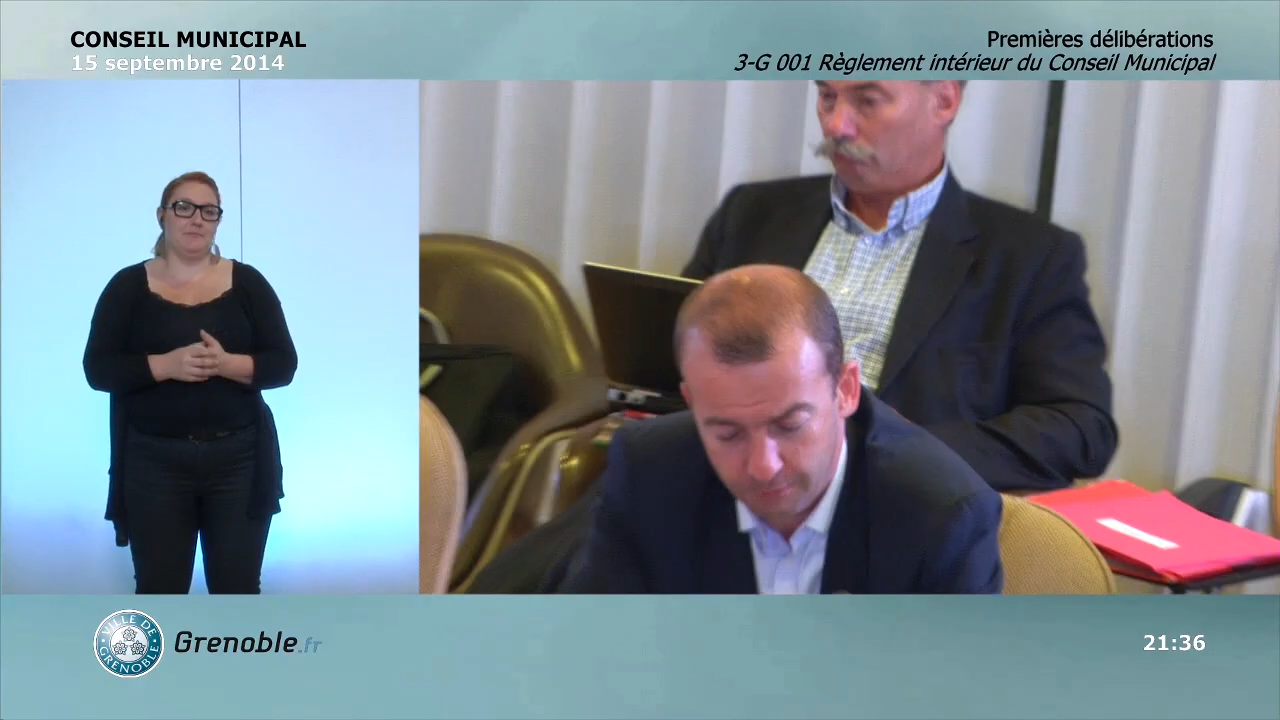 CONSEIL MUNICIPAL
15 septembre 2014
Premières délibérations
3-G 001 Règlement intérieur du Conseil Municipal
VILLE DE
GRENOBLE
Grenoble.fr
21:36